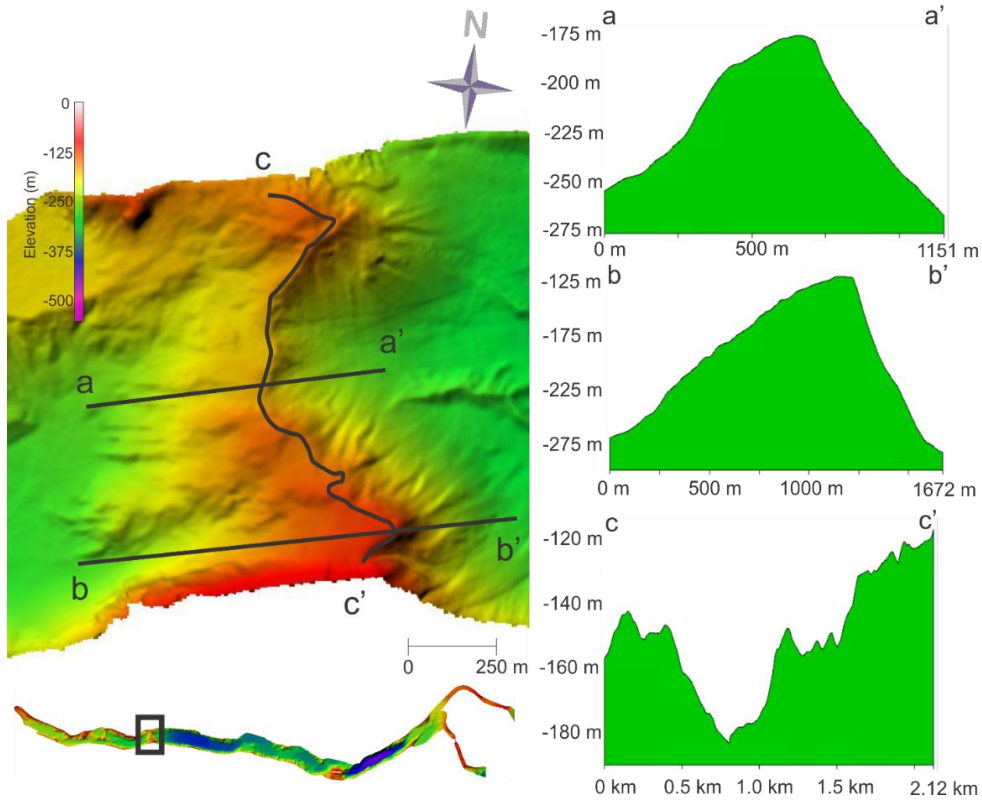 N
0
-125
-250
-375
-500
Elevation (m)
c
a
a’
b
b’
c’
0 250 m
a a’
-175 m
-200 m
-225 m
-250 m
-275 m
0 m 500 m 1151 m
b b’
-125 m
-175 m
-225 m
-275 m
0 m 500 m 1000 m 1672 m
c c’
-120 m
-140 m
-160 m
-180 m
0 km 0.5 km 1.0 km 1.5 km 2.12 km